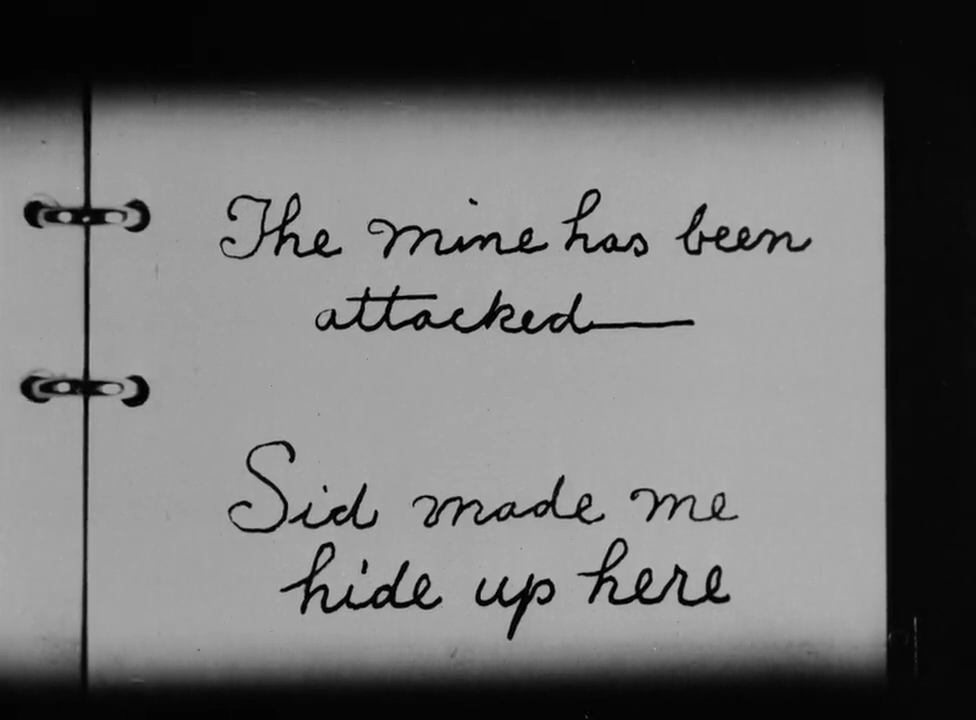 The mine has been
attacked—
Sid made me
hide up here